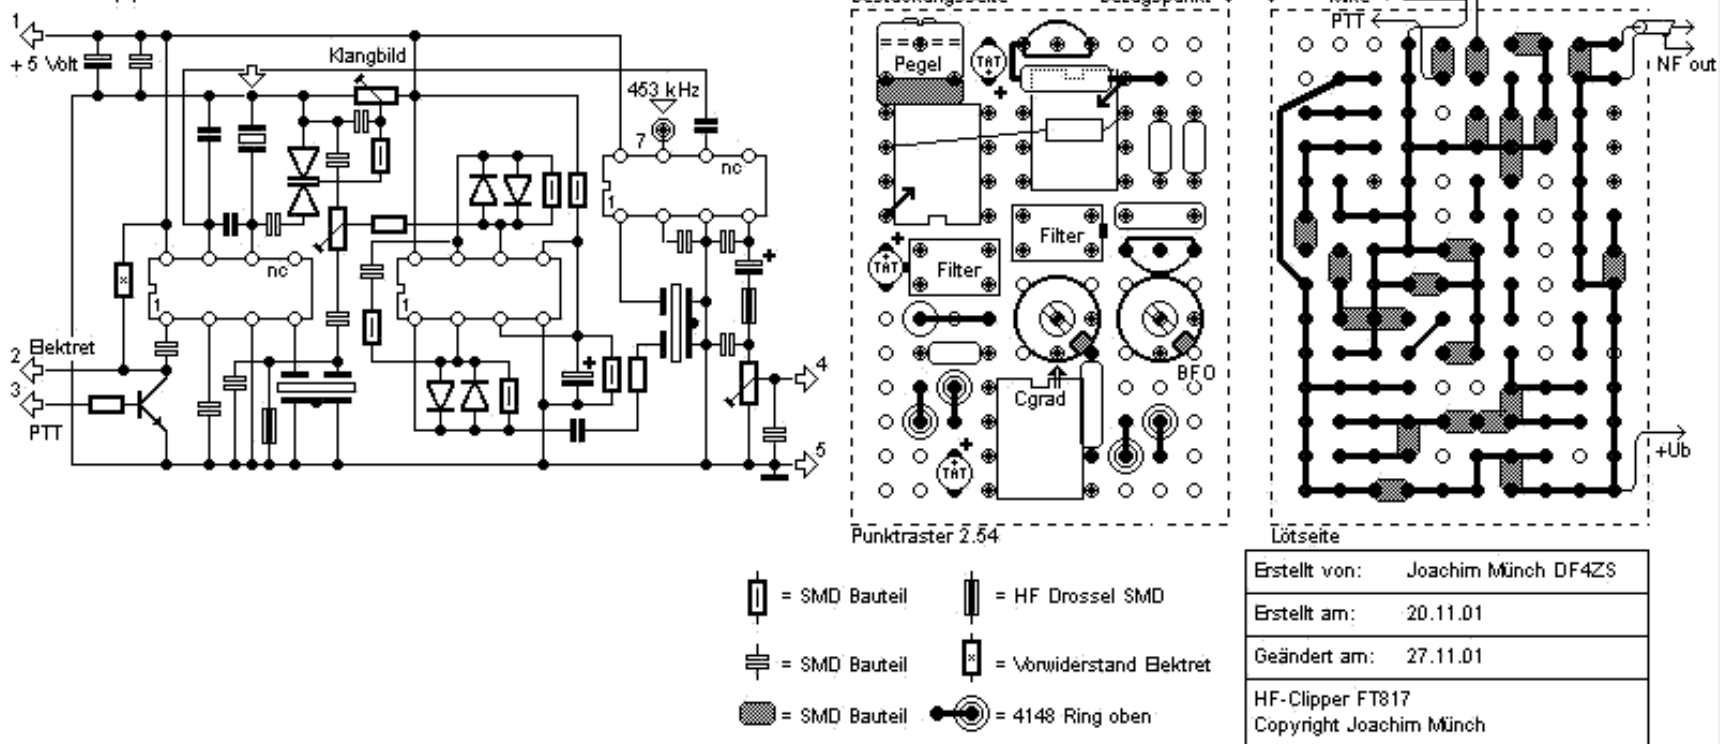 1
+ 5 Volt
Klangbild
453 kHz
7
nc
1
nc
1
1
2 Elektret
3
PTT
4
5
Pegel
TAT
+
+
TAT
+
+
Filter
Filter
BFO
Cgrad
TAT
+
+
Punktraster 2.54
PTT
NF out
+Ub
Lötseite
= SMD Bauteil
= HF Drossel SMD
= SMD Bauteil
= Vorwiderstand Elektret
= SMD Bauteil
= 4148 Ring oben
Erstellt von: Joachim Münch DF4ZS
Erstellt am: 20.11.01
Geändert am: 27.11.01
HF-Clipper FT817
Copyright Joachim Münch